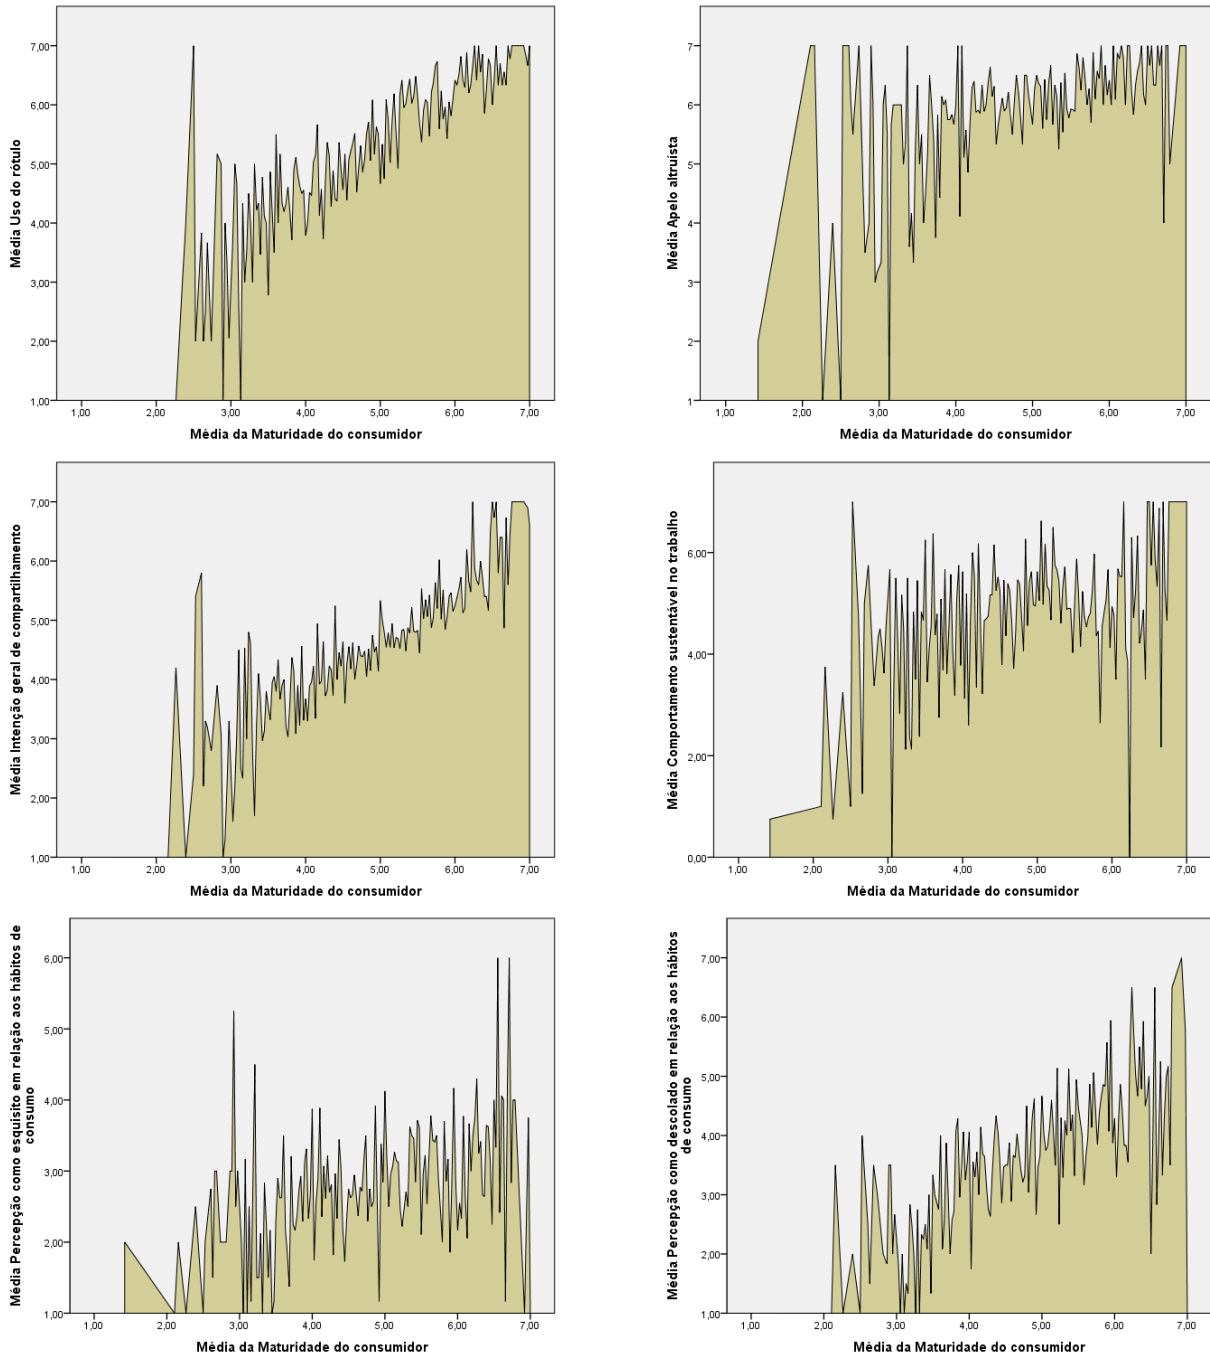 7,00
6,00
5,00
4,00
3,00
2,00
1,00
Média Uso do rótulo
1,00 2,00 3,00 4,00 5,00 6,00 7,00
Média da Maturidade do consumidor
7
6
5
4
3
2
1
Média Apelo altruísta
1,00 2,00 3,00 4,00 5,00 6,00 7,00
Média da Maturidade do consumidor
7,00
6,00
5,00
4,00
3,00
2,00
1,00
Média Intenção geral de compartilhamento
1,00 2,00 3,00 4,00 5,00 6,00 7,00
Média da Maturidade do consumidor
6,00
4,00
2,00
0,00
Média Comportamento sustentável no trabalho
1,00 2,00 3,00 4,00 5,00 6,00 7,00
Média da Maturidade do consumidor
6,00
5,00
4,00
3,00
2,00
1,00
Média Percepção como esquisito em relação aos hábitos de
consumo
1,00 2,00 3,00 4,00 5,00 6,00 7,00
Média da Maturidade do consumidor
7,00
6,00
5,00
4,00
3,00
2,00
1,00
Média Percepção como descolado em relação aos hábitos
de consumo
1,00 2,00 3,00 4,00 5,00 6,00 7,00
Média da Maturidade do consumidor